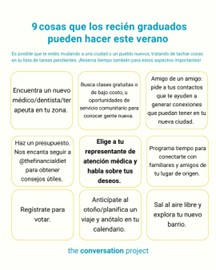 9 cosas que los recién graduados
pueden hacer este verano
Es posible que te estés mudando a una ciudad o un pueblo nuevos, tratando de tachar cosas
en tu lista de tareas pendientes. ¡Reserva tiempo también para estos aspectos importantes!
Encuentra un nuevo
médico/dentista/ter
apeuta en tu zona.
Busca clases gratuitas o
de bajo costo, u
oportunidades de
servicio comunitario para
conocer gente nueva.
Amigo de un amigo:
pide a tus contactos
que te ayuden a
generar conexiones
que puedan tener en tu
nueva ciudad.
Haz un presupuesto.
Nos encanta seguir a
@thefinancialdiet
para obtener
consejos útiles.
Elige a tu
representante de
atención médica y
habla sobre tus
deseos.
Programa tiempo para
conectarte con
familiares y amigos de
tu lugar de origen.
Regístrate para
votar.
Anticípate al
otoño/planifica un
viaje y anótalo en tu
calendario.
Sal al aire libre y
explora tu nuevo
barrio.
the conversation project